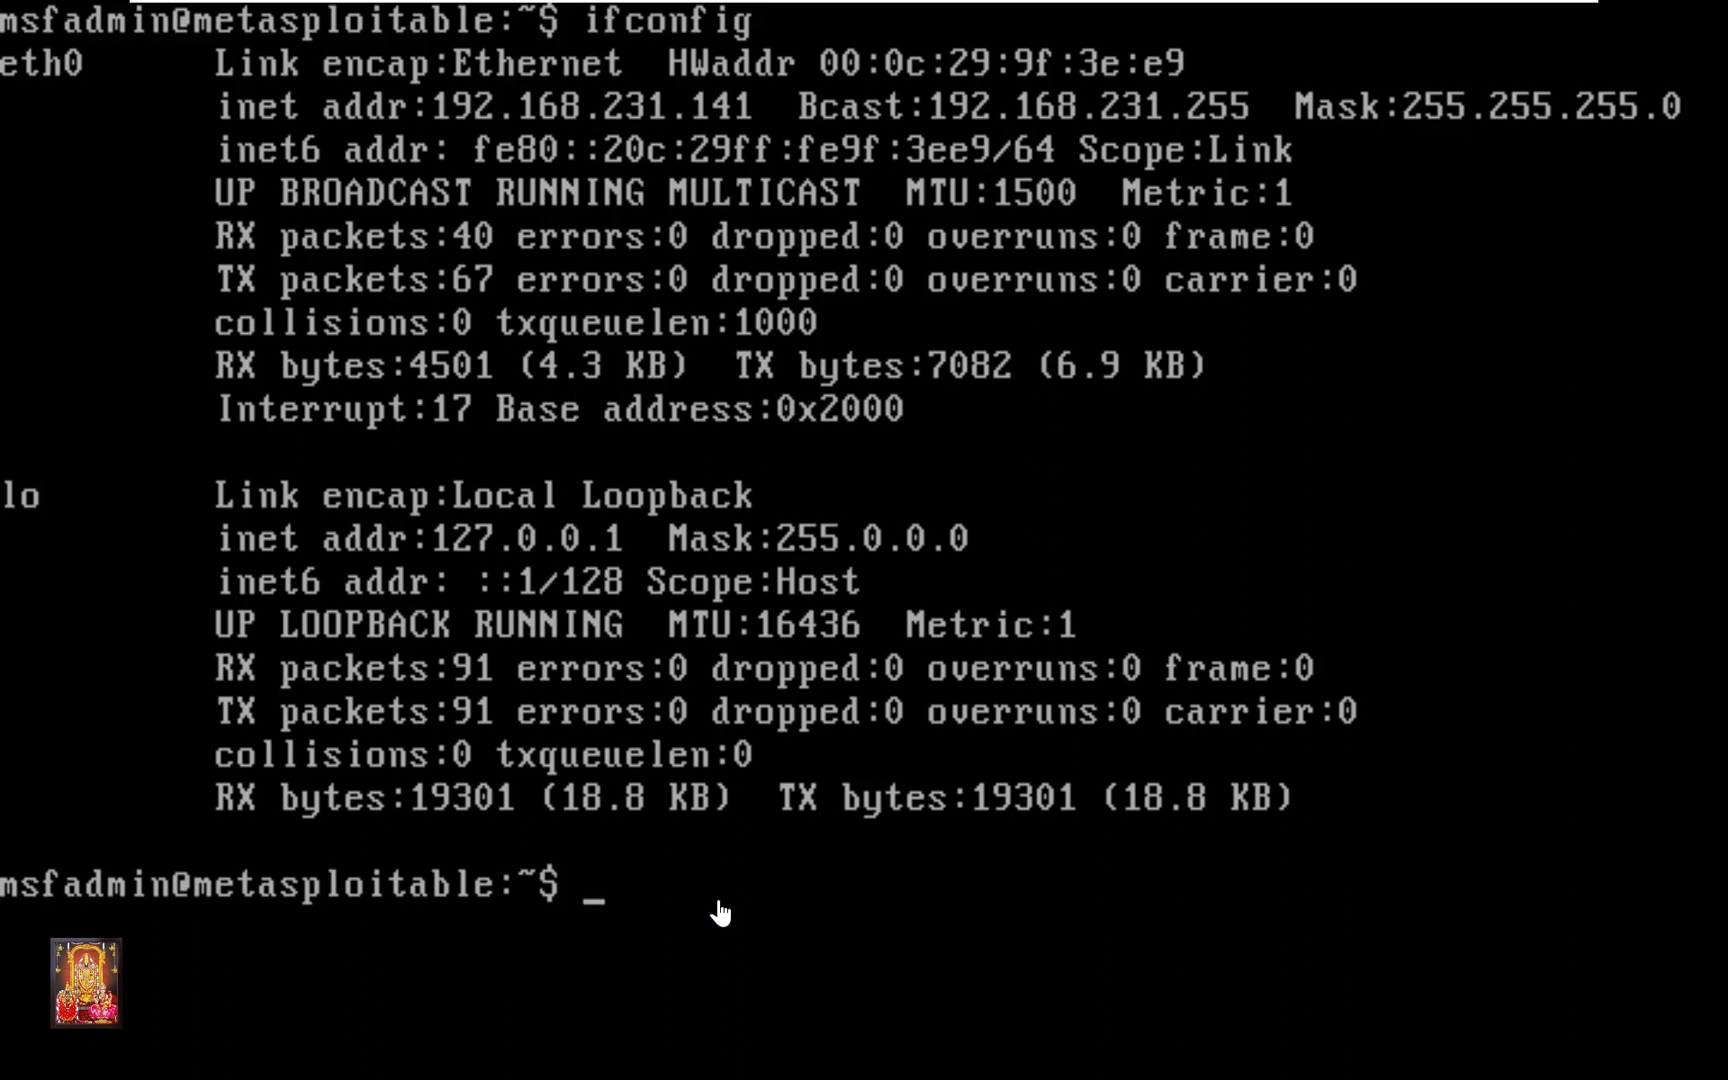 msfadmin@metasploitable:~$ ifconfig
eth0      Link encap:Ethernet  HWaddr 00:0c:29:9f:3e:e9
          inet addr:192.168.231.141  Bcast:192.168.231.255  Mask:255.255.255.0
          inet6 addr: fe80::20c:29ff:fe9f:3ee9/64 Scope:Link
          UP BROADCAST RUNNING MULTICAST  MTU:1500  Metric:1
          RX packets:40 errors:0 dropped:0 overruns:0 frame:0
          TX packets:67 errors:0 dropped:0 overruns:0 carrier:0
          collisions:0 txqueuelen:1000
          RX bytes:4501 (4.3 KB)  TX bytes:7082 (6.9 KB)
          Interrupt:17 Base address:0x2000
lo        Link encap:Local Loopback
          inet addr:127.0.0.1  Mask:255.0.0.0
          inet6 addr: ::1/128 Scope:Host
          UP LOOPBACK RUNNING  MTU:16436  Metric:1
          RX packets:91 errors:0 dropped:0 overruns:0 frame:0
          TX packets:91 errors:0 dropped:0 overruns:0 carrier:0
          collisions:0 txqueuelen:0
          RX bytes:19301 (18.8 KB)  TX bytes:19301 (18.8 KB)
msfadmin@metasploitable:~$ _